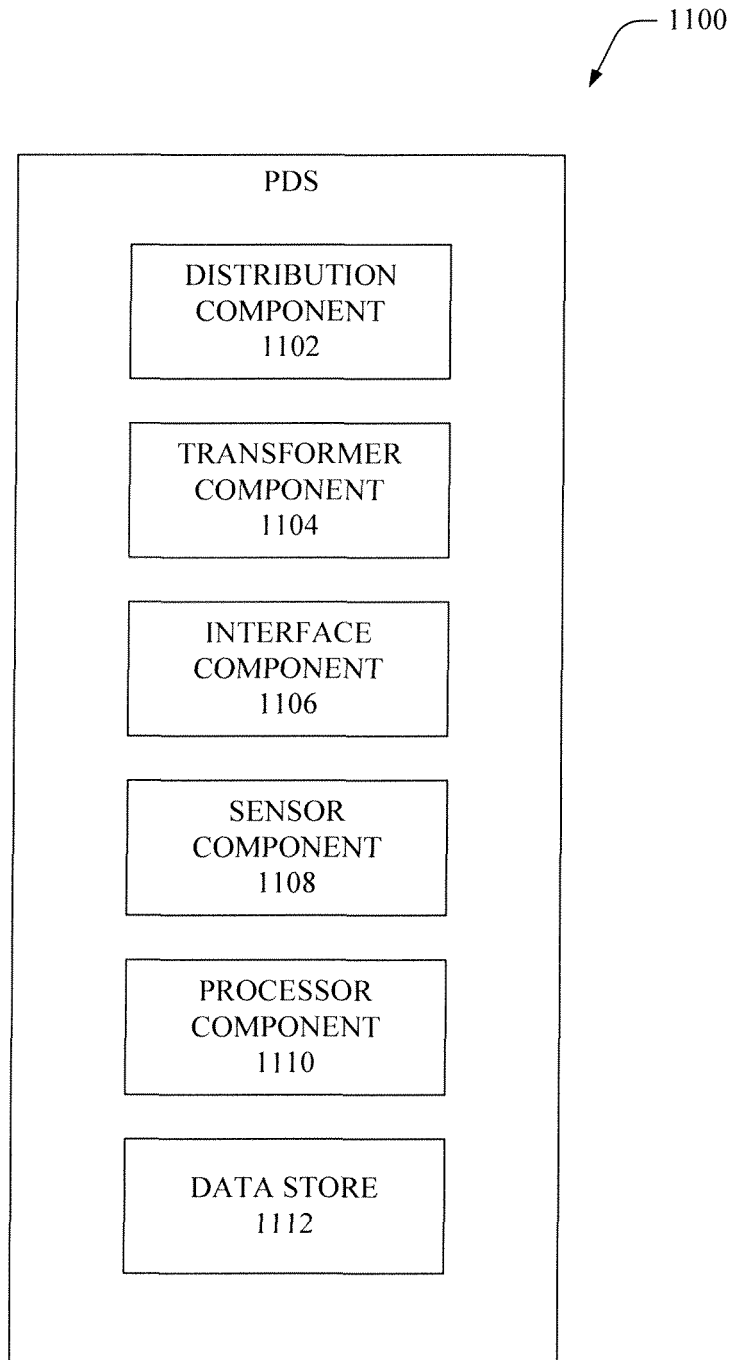 1100
PDS
DISTRIBUTION
COMPONENT
1102
TRANSFORMER
COMPONENT
1104
INTERFACE
COMPONENT
1106
SENSOR
COMPONENT
1108
PROCESSOR
COMPONENT
1110
DATA STORE
1112